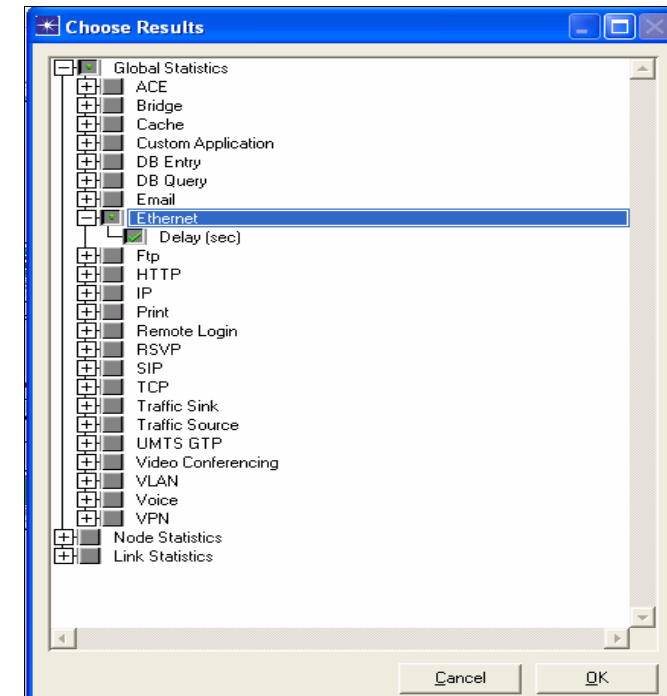 Choose Results
Global Statistics
ACE
Bridge
Cache
Custom Application
DB Entry
DB Query
Email
Ethernet
Delay (sec)
Ftp
HTTP
IP
Print
Remote Login
RSVP
SIP
TCP
Traffic Sink
Traffic Source
UMTS GTP
Video Conferencing
VLAN
Voice
VPN
Node Statistics
Link Statistics
Cancel OK